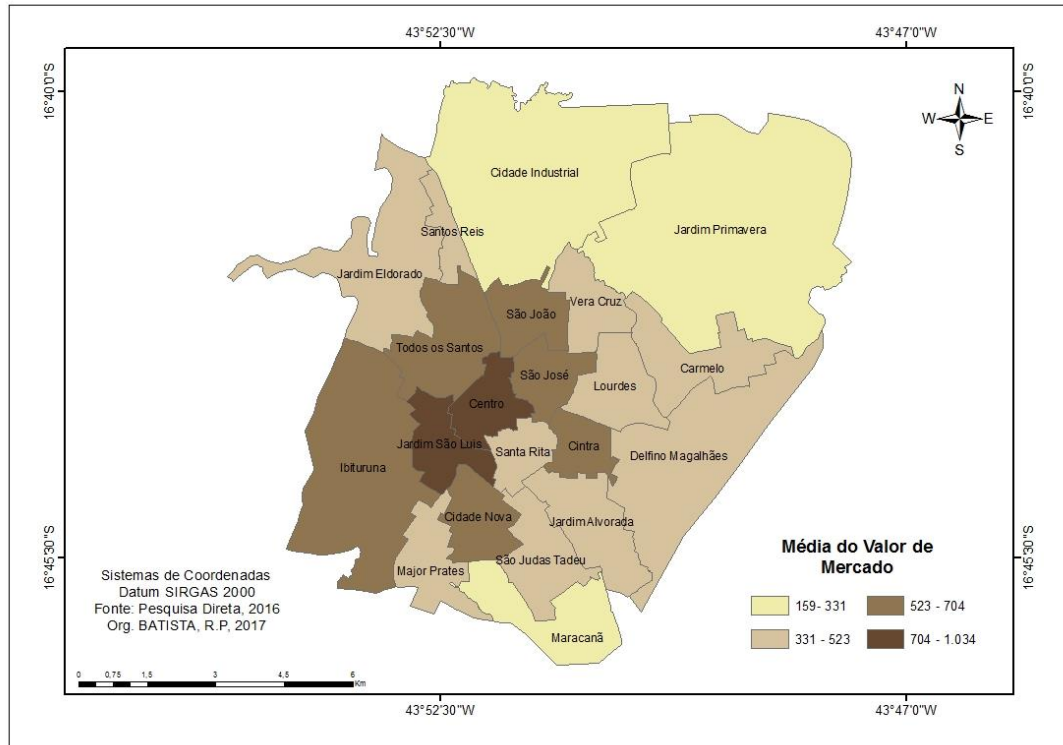 43°52'30"W
43°47'0"W
16°40'0"S
16°40'0"S
N
W
E
S
Cidade Industrial
Jardim Primavera
Santos Reis
Jardim Eldorado
Vera Cruz
São João
Todos os Santos
São José
Carmelo
Lourdes
Centro
Jardim São Luis
Santa Rita
Cintra
Delfino Magalhães
Ibituruna
Cidade Nova
Jardim Alvorada
São Judas Tadeu
Major Prates
Maracanã
16°45'30"S
16°45'30"S
Média do Valor de
Mercado
159- 331
523 - 704
331 - 523
704 - 1.034
Sistemas de Coordenadas
Datum SIRGAS 2000
Fonte: Pesquisa Direta, 2016
Org. BATISTA, R.P, 2017
0 0,75 1,5 3 4,5 6
Km
43°52'30"W
43°47'0"W